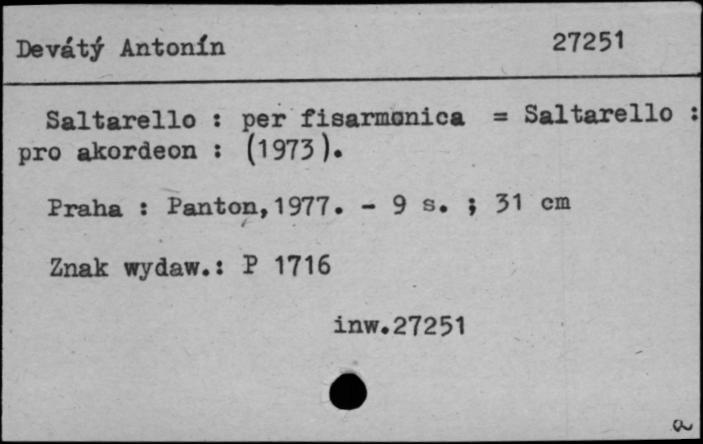 Devátý Antonín 27251
Saltarello : per fisarmonica = Saltarello :
pro akordeon : (1973).
Praha : Panton,1977. - 9 s. ; 31 cm
Znak wydaw.: P 1716
inw.27251
a